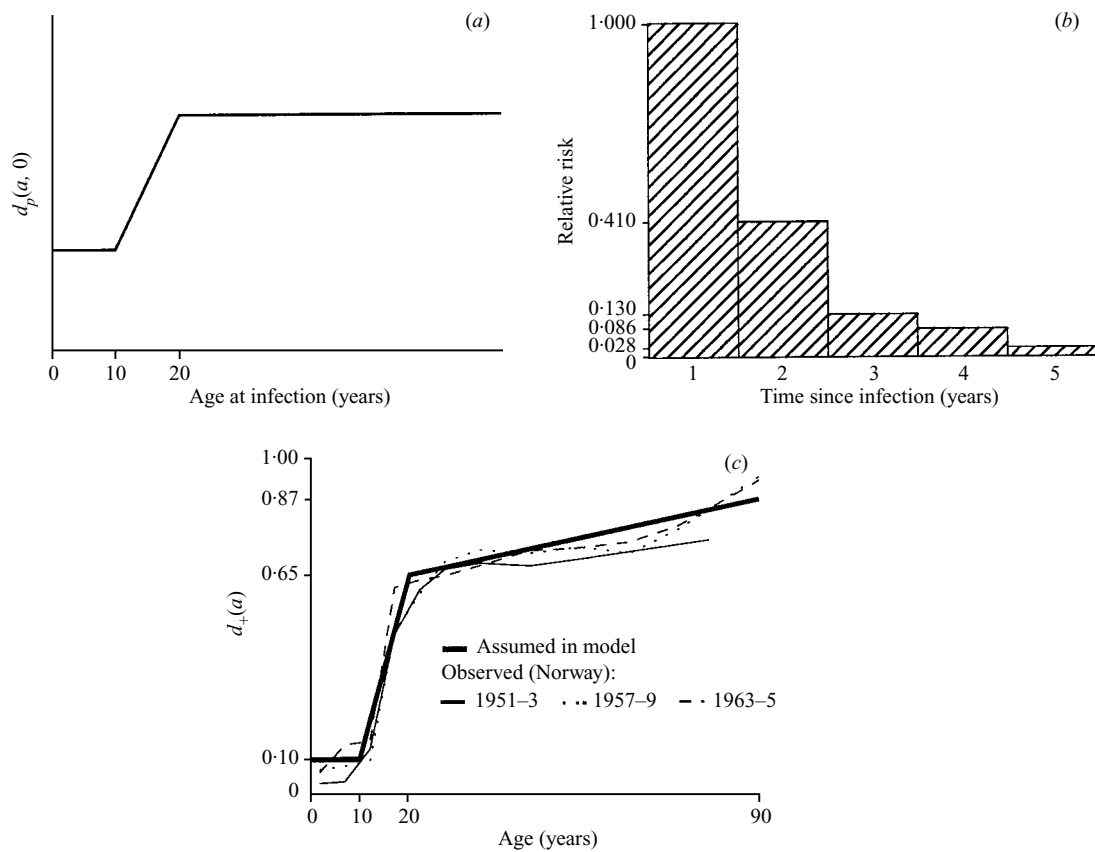 (a)
d_p(a, 0)
0 10 20
Age at infection (years)
(b)
1·000
0·410
0·130
0·086
0·028
0
Relative risk
1 2 3 4 5
Time since infection (years)
(c)
1·00
0·87
0·65
0·10
0
d_+(a)
Assumed in model
Observed (Norway):
1951–3 1957–9 1963–5
0 10 20 90
Age (years)